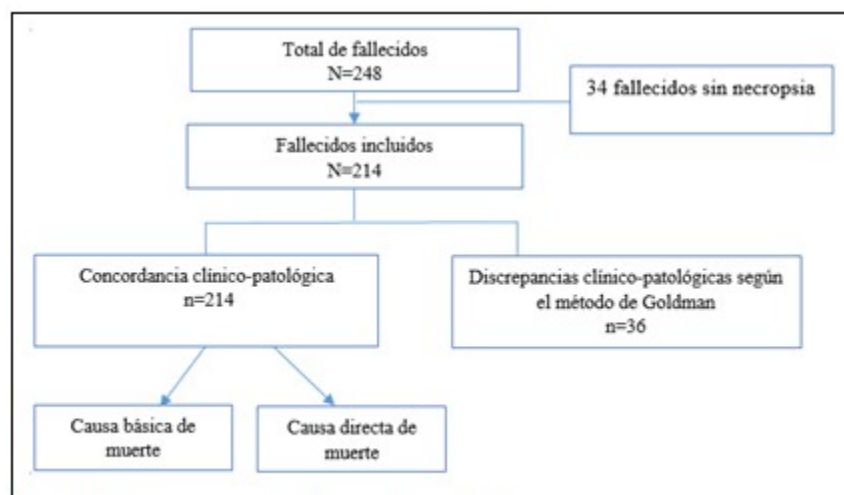 Total de fallecidos
N=248
34 fallecidos sin necropsia
Fallecidos incluidos
N=214
Concordancia clínico-patológica
n=214
Discrepancias clínico-patológicas según
el método de Goldman
n=36
Causa básica de
muerte
Causa directa de
muerte